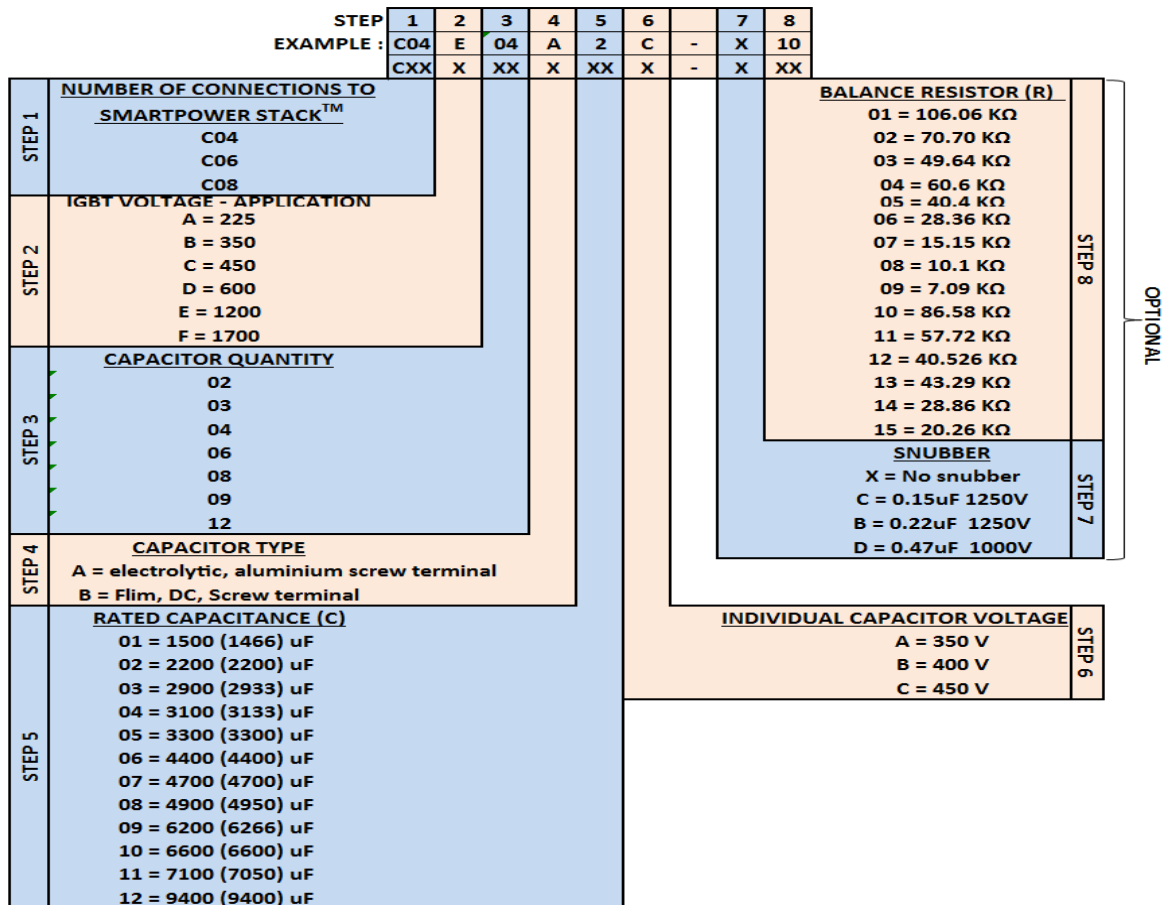 STEP 1 2 3 4 5 6 7 8
EXAMPLE : C04 E 04 A 2 C - X 10
CXX X XX X XX X - X XX
STEP 1
NUMBER OF CONNECTIONS TO
SMARTPOWER STACK™
C04
C06
C08
STEP 2
IGBT VOLTAGE - APPLICATION
A = 225
B = 350
C = 450
D = 600
E = 1200
F = 1700
STEP 3
CAPACITOR QUANTITY
02
03
04
06
08
09
12
STEP 4
CAPACITOR TYPE
A = electrolytic, aluminium screw terminal
B = Flim, DC, Screw terminal
STEP 5
RATED CAPACITANCE (C)
01 = 1500 (1466) uF
02 = 2200 (2200) uF
03 = 2900 (2933) uF
04 = 3100 (3133) uF
05 = 3300 (3300) uF
06 = 4400 (4400) uF
07 = 4700 (4700) uF
08 = 4900 (4950) uF
09 = 6200 (6266) uF
10 = 6600 (6600) uF
11 = 7100 (7050) uF
12 = 9400 (9400) uF
BALANCE RESISTOR (R)
01 = 106.06 KΩ
02 = 70.70 KΩ
03 = 49.64 KΩ
04 = 60.6 KΩ
05 = 40.4 KΩ
06 = 28.36 KΩ
07 = 15.15 KΩ
08 = 10.1 KΩ
09 = 7.09 KΩ
10 = 86.58 KΩ
11 = 57.72 KΩ
12 = 40.526 KΩ
13 = 43.29 KΩ
14 = 28.86 KΩ
15 = 20.26 KΩ
STEP 8
SNUBBER
X = No snubber
C = 0.15uF 1250V
B = 0.22uF 1250V
D = 0.47uF 1000V
STEP 7
OPTIONAL
INDIVIDUAL CAPACITOR VOLTAGE
A = 350 V
B = 400 V
C = 450 V
STEP 6